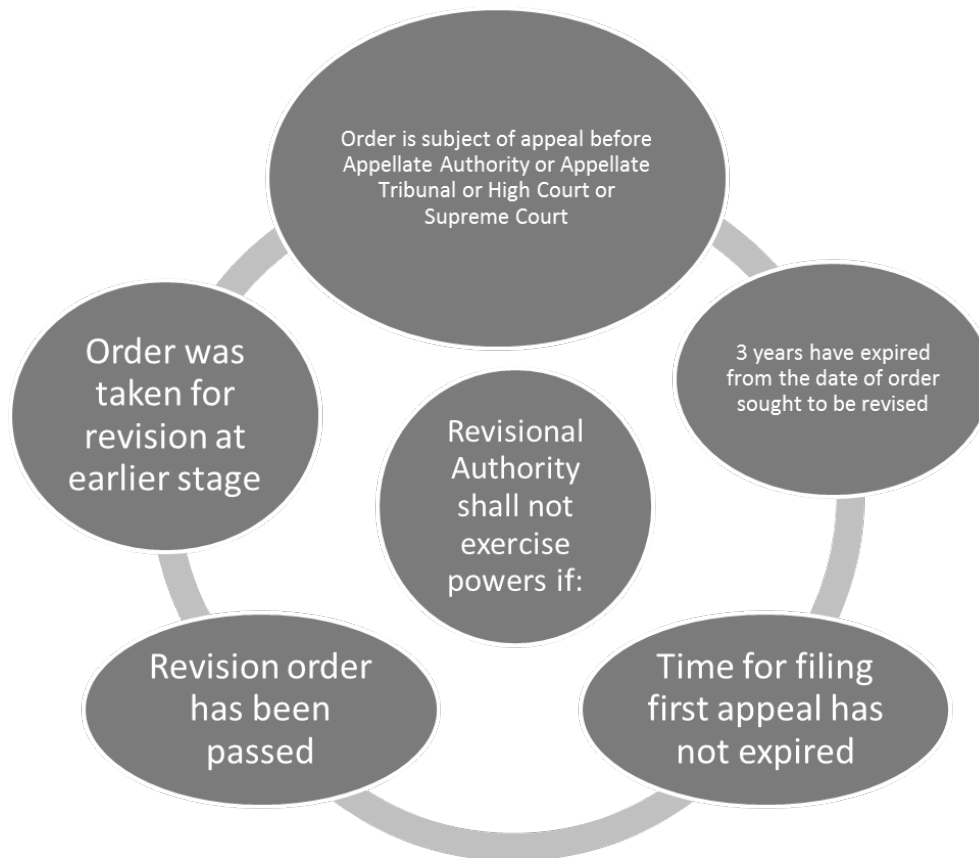 Order is subject of appeal before
Appellate Authority or Appellate
Tribunal or High Court or
Supreme Court
3 years have expired
from the date of order
sought to be revised
Time for filing
first appeal has
not expired
Revision order
has been
passed
Order was
taken for
revision at
earlier stage
Revisional
Authority
shall not
exercise
powers if: